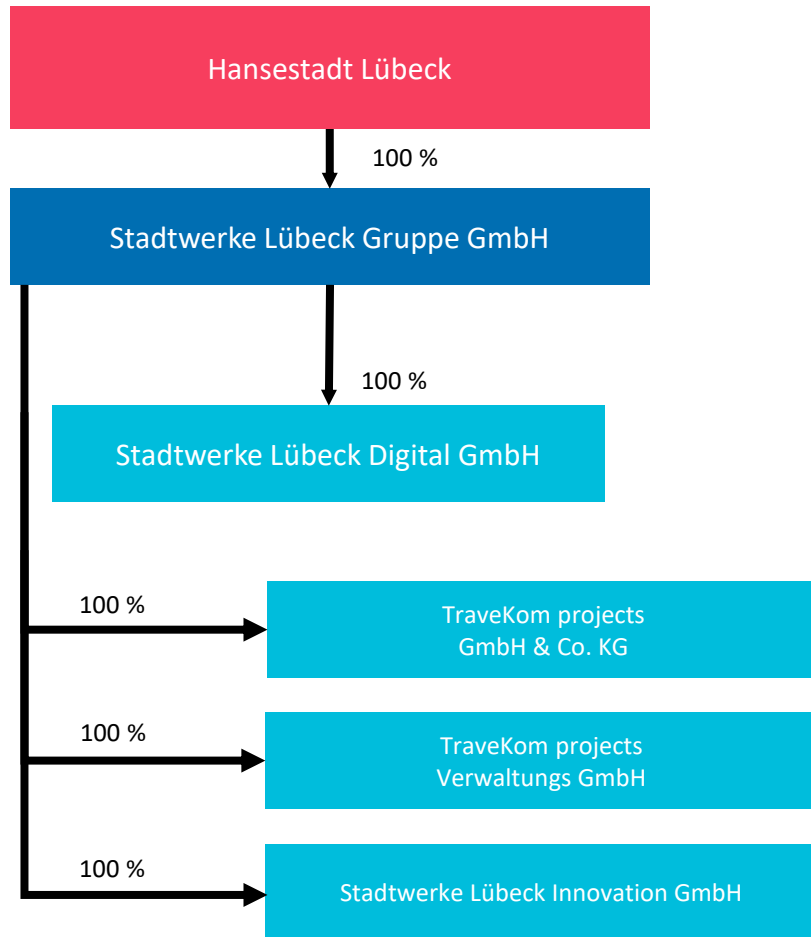 Hansestadt Lübeck
100 %
Stadtwerke Lübeck Gruppe GmbH
100 %
Stadtwerke Lübeck Digital GmbH
100 %
TraveKom projects
GmbH & Co. KG
100 %
TraveKom projects
Verwaltungs GmbH
100 %
Stadtwerke Lübeck Innovation GmbH